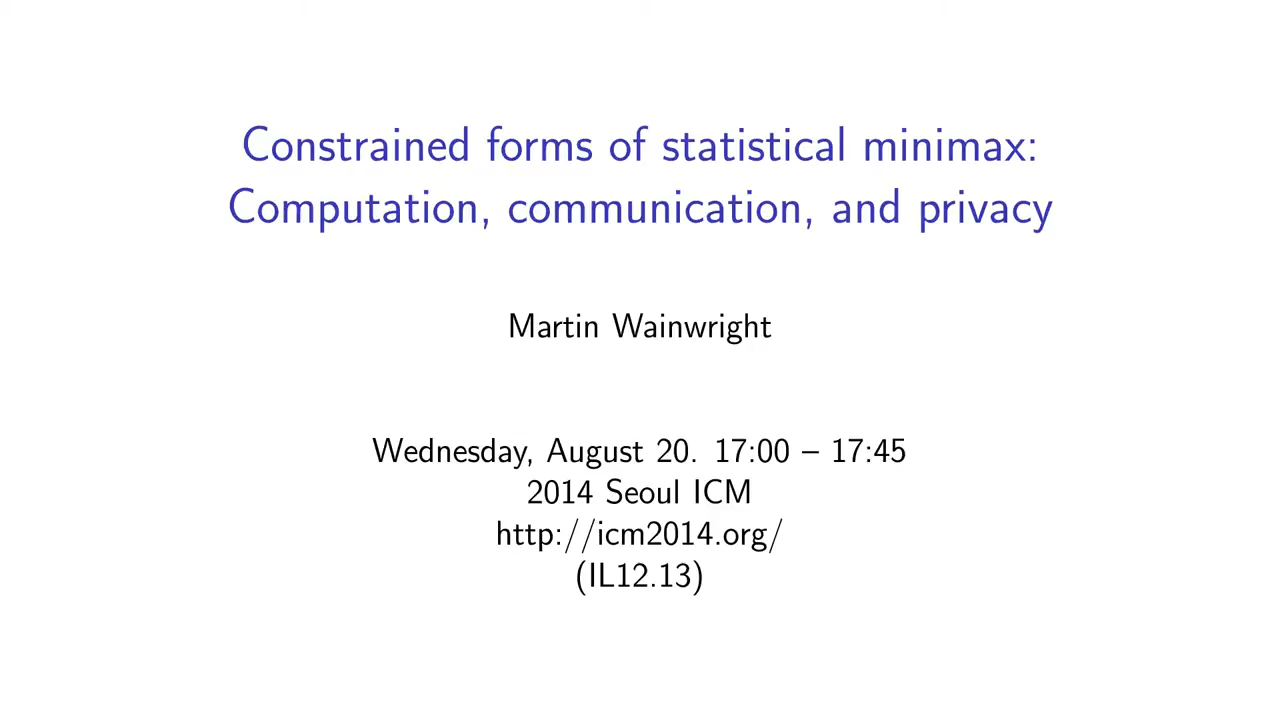 Constrained forms of statistical minimax:
Computation, communication, and privacy
Martin Wainwright
Wednesday, August 20. 17:00 – 17:45
2014 Seoul ICM
http://icm2014.org/
(IL12.13)